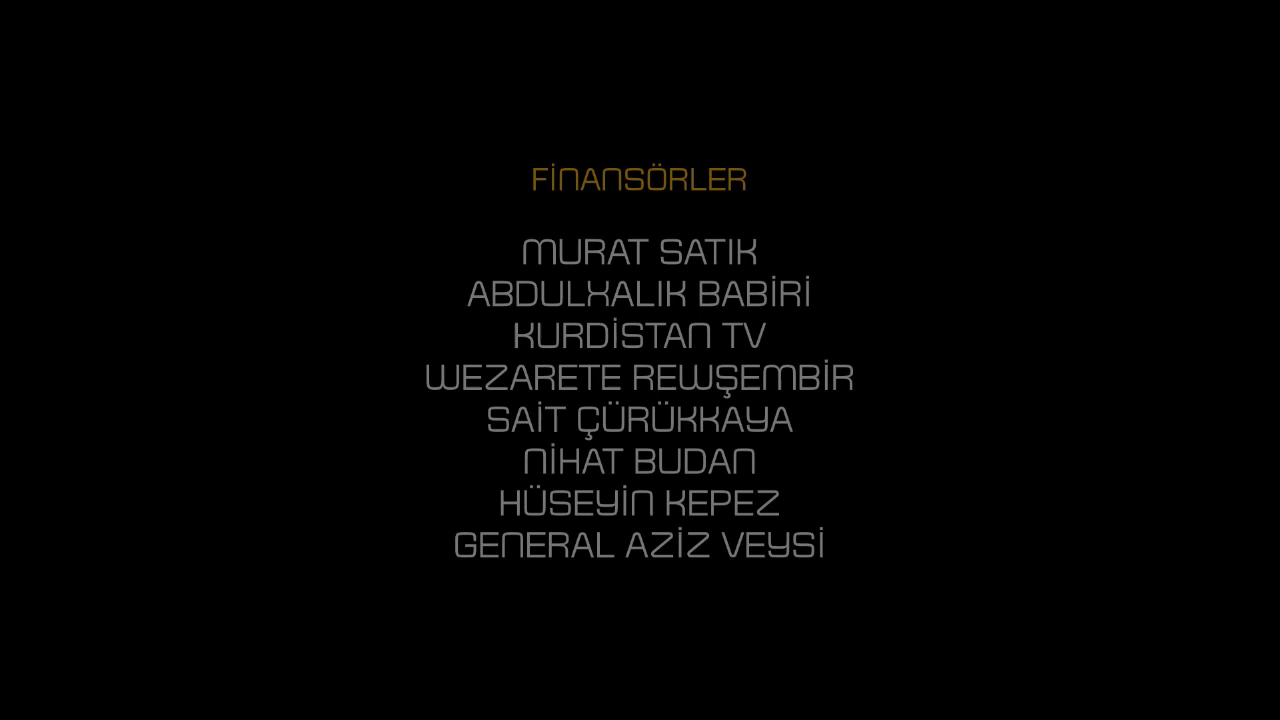 FİNANSÖRLER
MURAT SATIK
ABDULXALIK BABİRİ
KURDİSTAN TV
WEZARETE REWŞEMBİR
SAİT ÇÜRÜKKAYA
NİHAT BUDAN
HÜSEYİN KEPEZ
GENERAL AZİZ VEYSİ